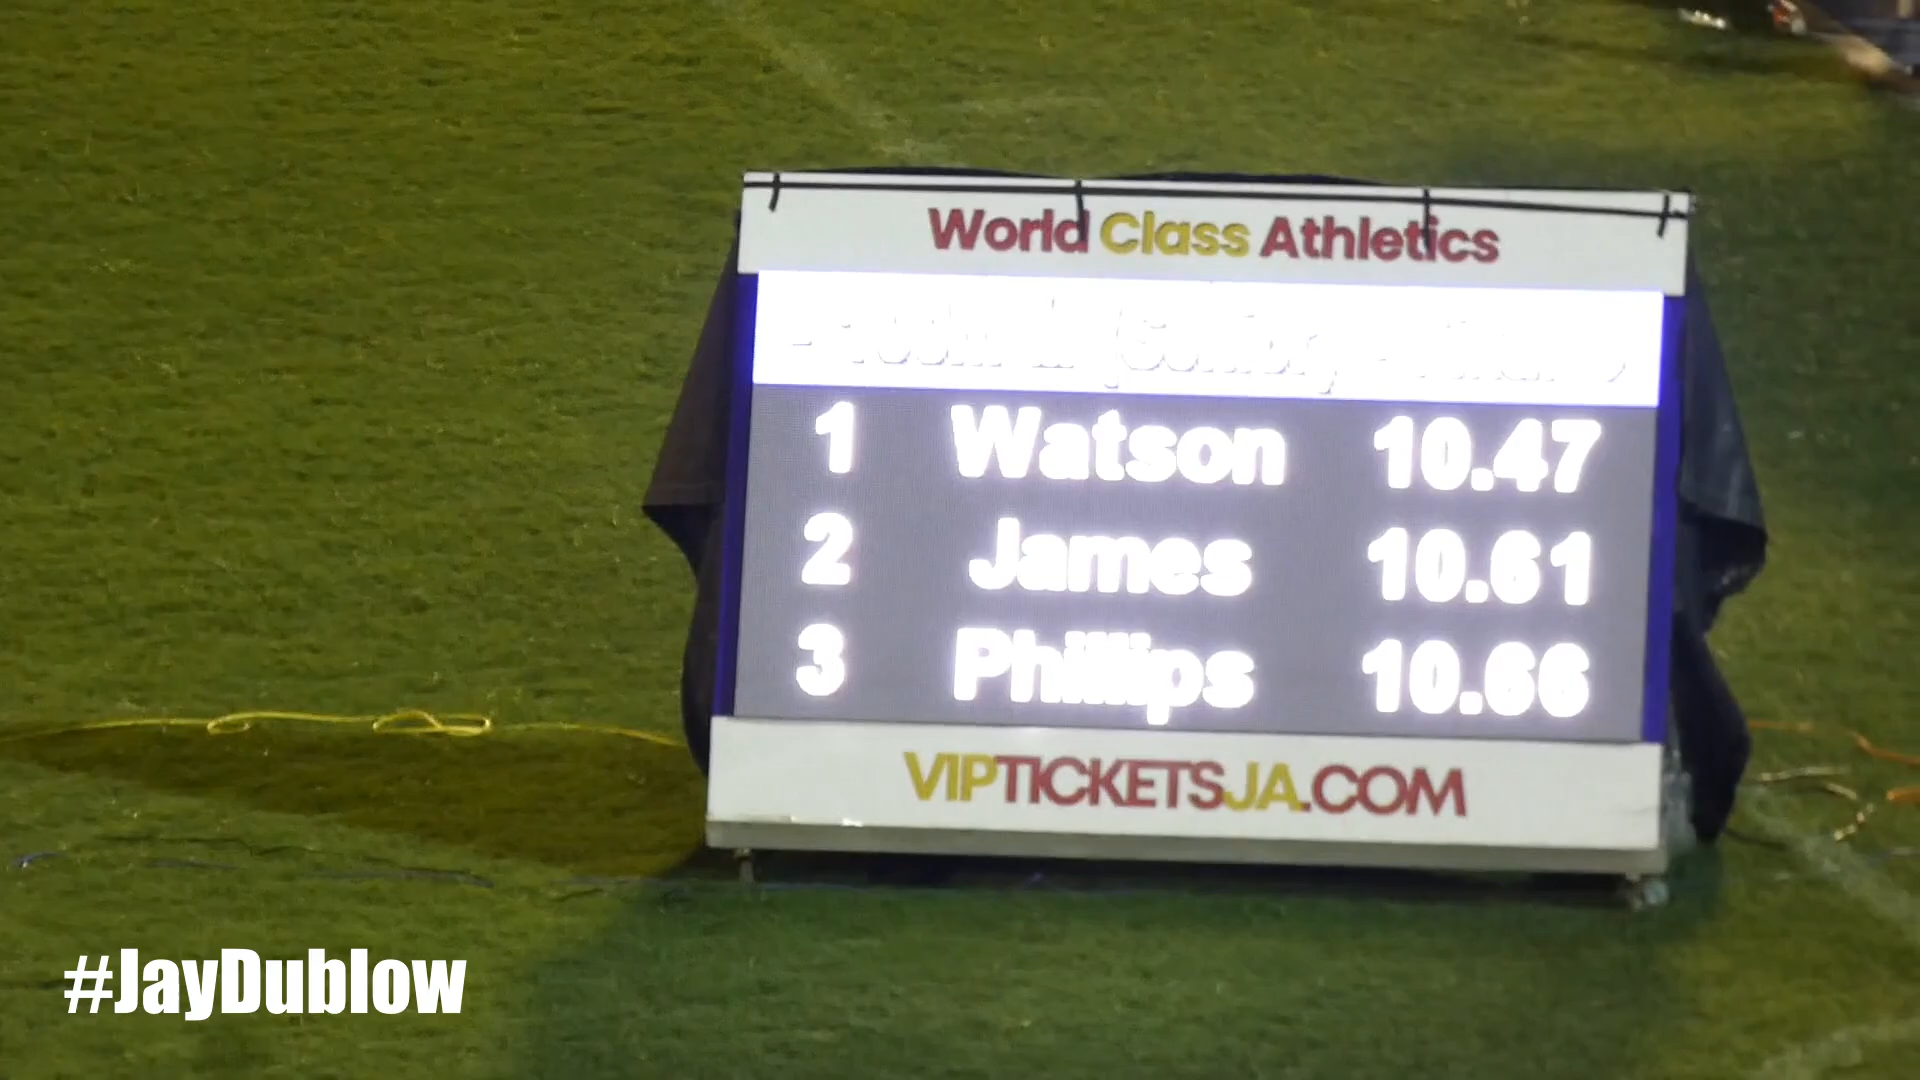 World Class Athletics
1 Watson 10.47
2 James 10.61
3 Phillips 10.66
VIPTICKETSJA.COM
#JayDublow